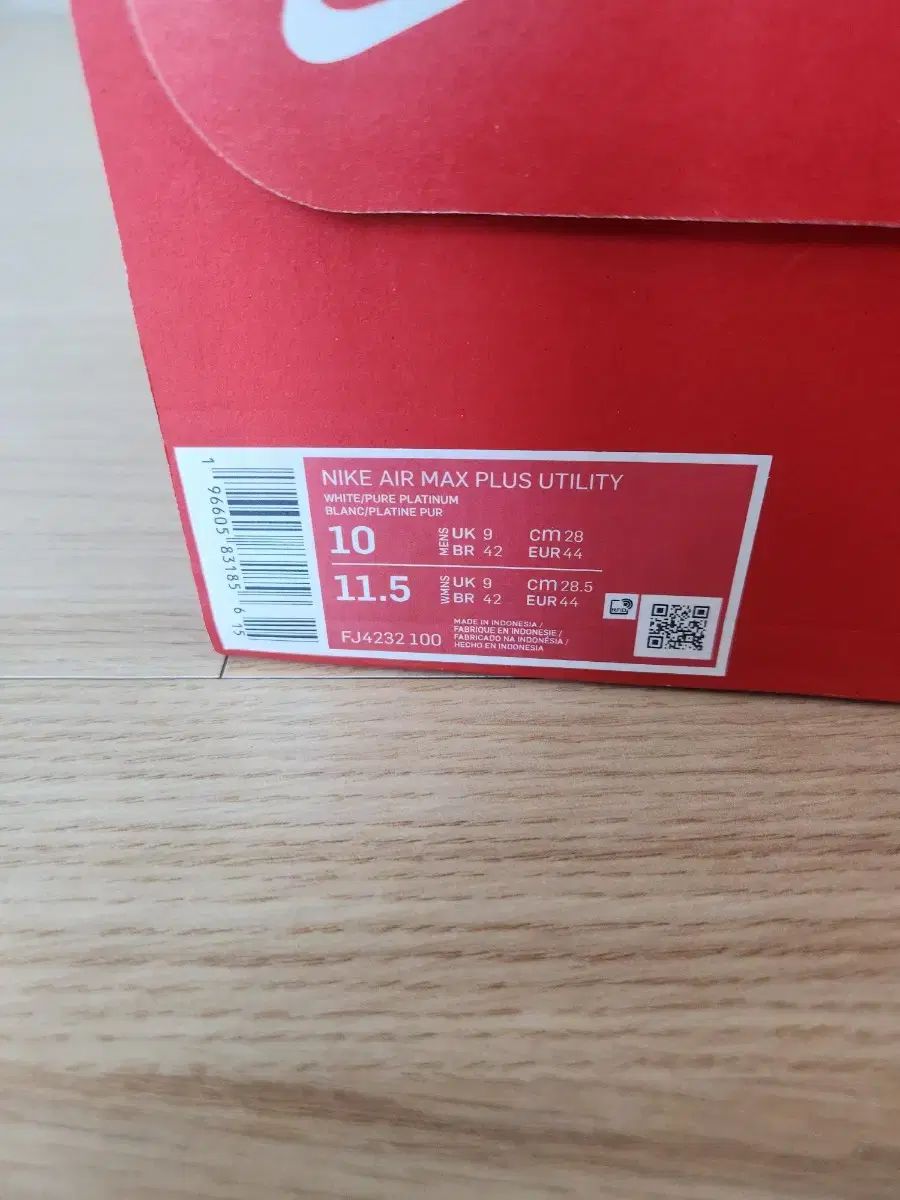 NIKE AIR MAX PLUS UTILITY
WHITE/PURE PLATINUM
BLANC/PLATINE PUR
10 MENS UK 9 cm 28
BR 42 EUR 44
11.5 WMNS UK 9 cm 28.5
BR 42 EUR 44
FJ4232 100
MADE IN INDONESIA /
FABRIQUE EN INDONESIE /
FABRICADO NA INDONÉSIA /
HECHO EN INDONESIA
RFID
1 96605 83185 6 15